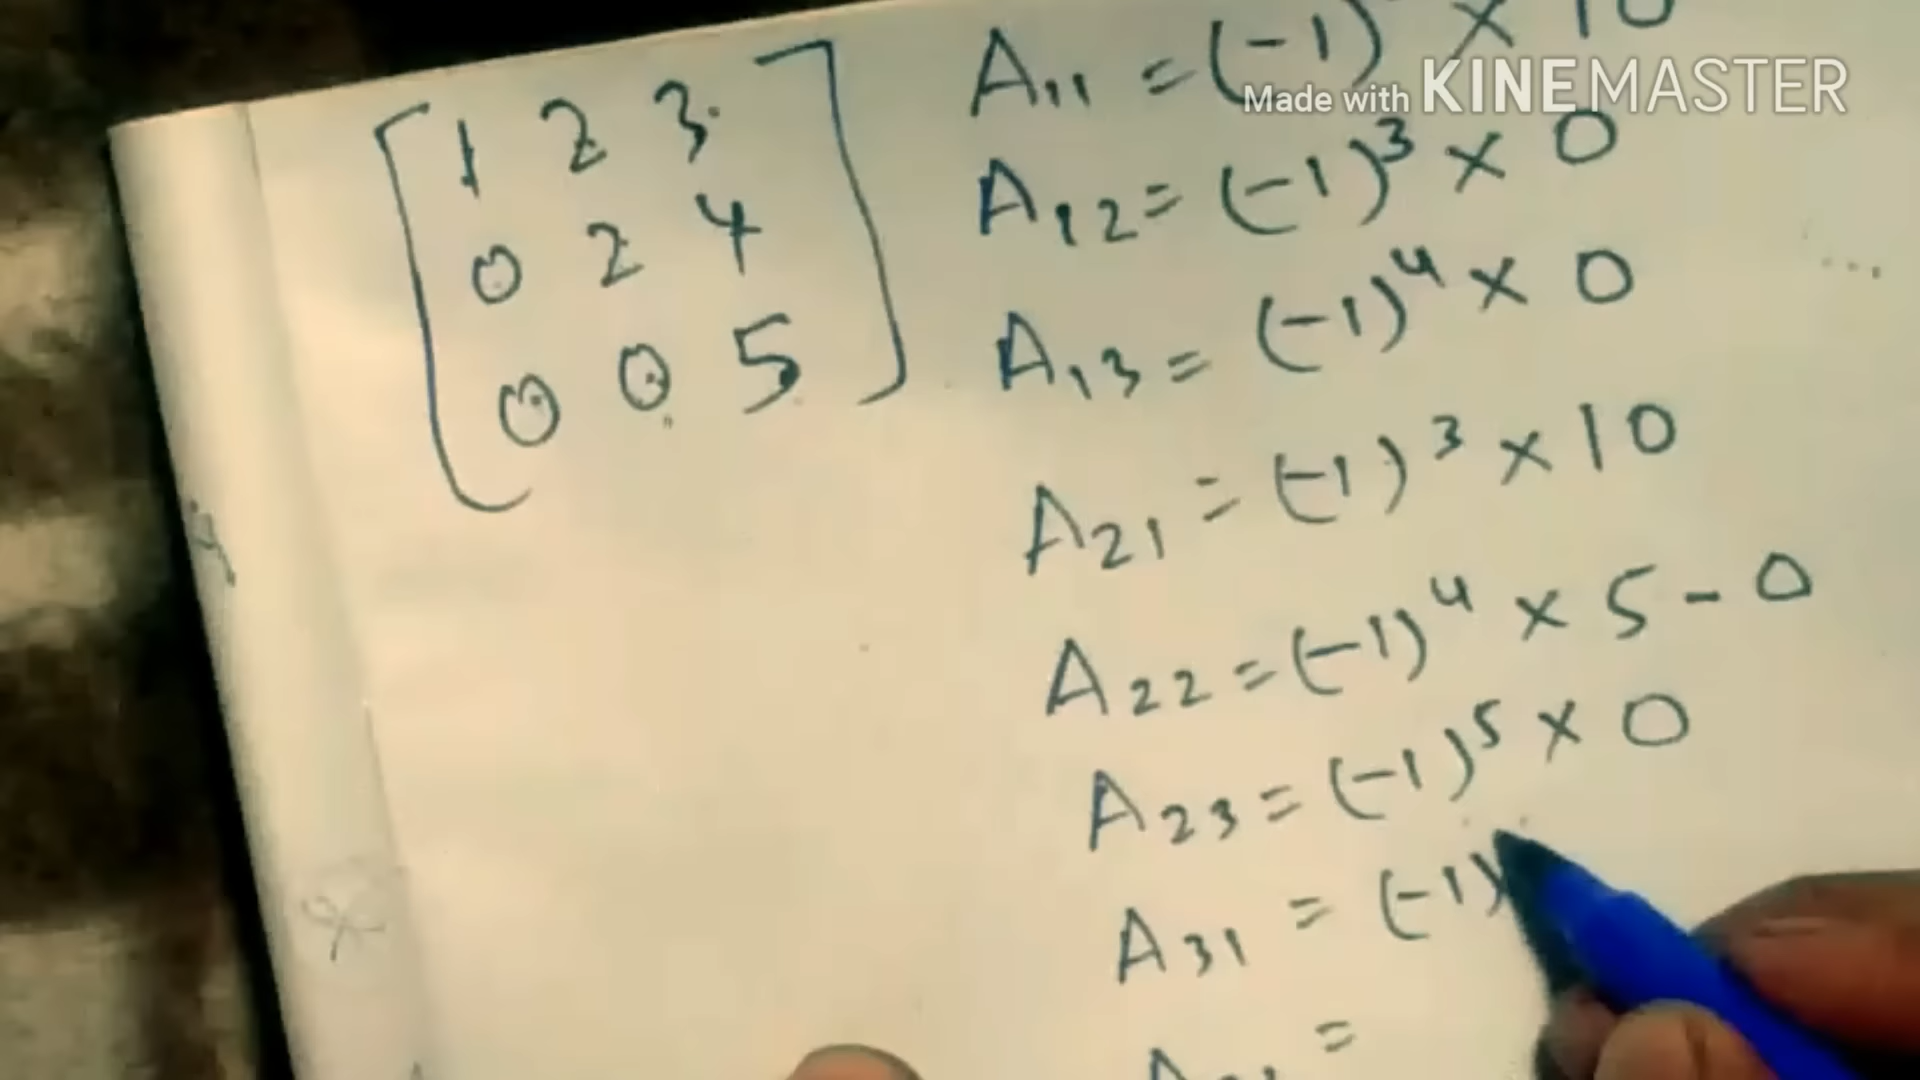 1 2 3
0 2 4
0 0 5
A11 = (-1) × 10
Made with KINEMASTER
A12 = (-1)³ × 0
A13 = (-1)⁴ × 0
A21 = (-1)³ × 10
A22 = (-1)⁴ × 5 - 0
A23 = (-1)⁵ × 0
A31 = (-1)
=